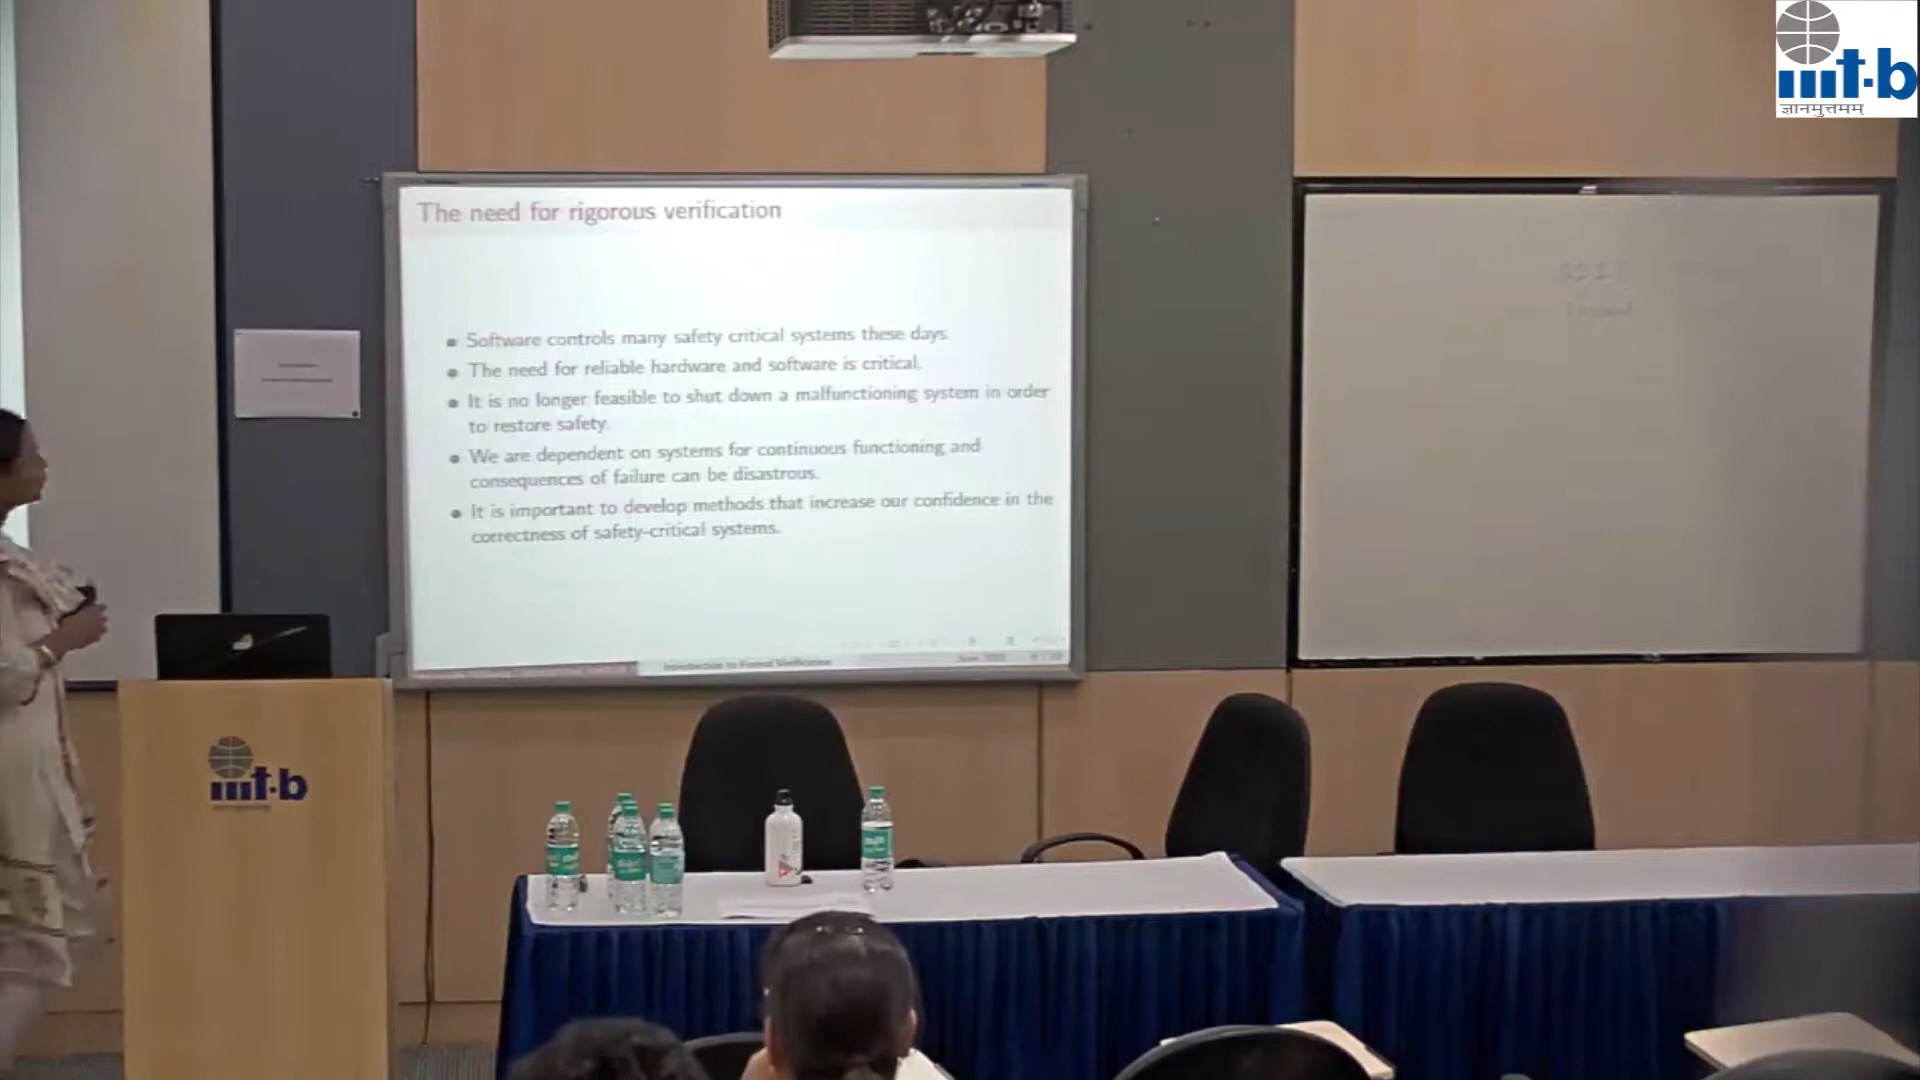 iiit-b
ज्ञानमुत्तमम्
The need for rigorous verification
Software controls many safety critical systems these days.
The need for reliable hardware and software is critical.
It is no longer feasible to shut down a malfunctioning system in order
to restore safety.
We are dependent on systems for continuous functioning and
consequences of failure can be disastrous.
It is important to develop methods that increase our confidence in the
correctness of safety-critical systems.
Introduction to Formal Verification
iiit-b